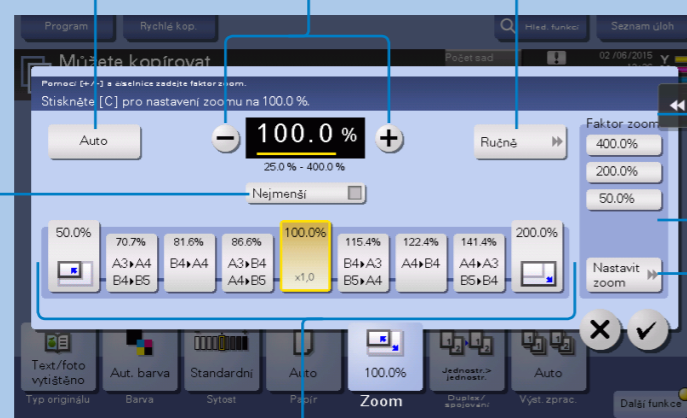 Program
Rychlé kop.
Hled. funkcí
Seznam úloh
Můžete kopírovat
Počet sad
02/06/2015
Y
Pomocí [+/-] a číselnice zadejte faktor zoom.
Stiskněte [C] pro nastavení zoomu na 100.0 %.
Auto
−
100.0 %
+
25.0 % - 400.0 %
Ručně
Nejmenší
Faktor zoom
400.0%
200.0%
50.0%
Nastavit
zoom
50.0%
70.7%
A3▸A4
B4▸B5
81.6%
B4▸A4
86.6%
A3▸B4
A4▸B5
100.0%
x1,0
115.4%
B4▸A3
B5▸A4
122.4%
A4▸B4
141.4%
A4▸A3
B5▸B4
200.0%
Text/foto
vytištěno
Typ originálu
Aut. barva
Barva
Standardní
Sytost
Auto
Papír
100.0%
Zoom
Jednostr.>
jednostr.
Duplex/
spojování
Auto
Výst. zprac.
Další funkce